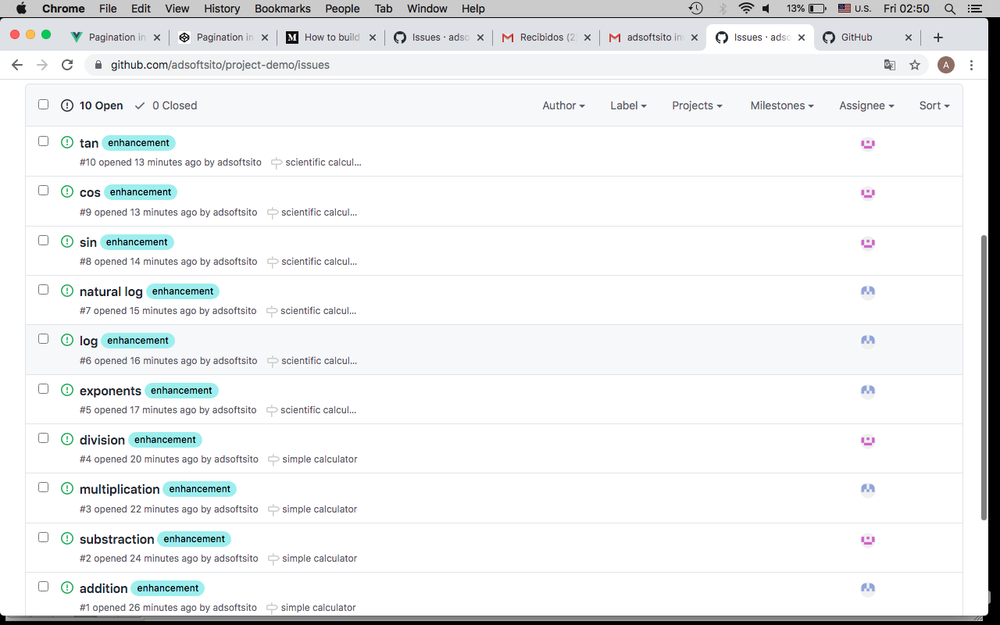 Chrome File Edit View History Bookmarks People Tab Window Help 13% U.S. Fri 02:50
Pagination in Pagination in How to build Issues · adso Recibidos (2 adsoftsito in Issues · adso GitHub
github.com/adsoftsito/project-demo/issues A
10 Open 0 Closed Author Label Projects Milestones Assignee Sort
tan enhancement
#10 opened 13 minutes ago by adsoftsito scientific calcul...
cos enhancement
#9 opened 13 minutes ago by adsoftsito scientific calcul...
sin enhancement
#8 opened 14 minutes ago by adsoftsito scientific calcul...
natural log enhancement
#7 opened 15 minutes ago by adsoftsito scientific calcul...
log enhancement
#6 opened 16 minutes ago by adsoftsito scientific calcul...
exponents enhancement
#5 opened 17 minutes ago by adsoftsito scientific calcul...
division enhancement
#4 opened 20 minutes ago by adsoftsito simple calculator
multiplication enhancement
#3 opened 22 minutes ago by adsoftsito simple calculator
substraction enhancement
#2 opened 24 minutes ago by adsoftsito simple calculator
addition enhancement
#1 opened 26 minutes ago by adsoftsito simple calculator